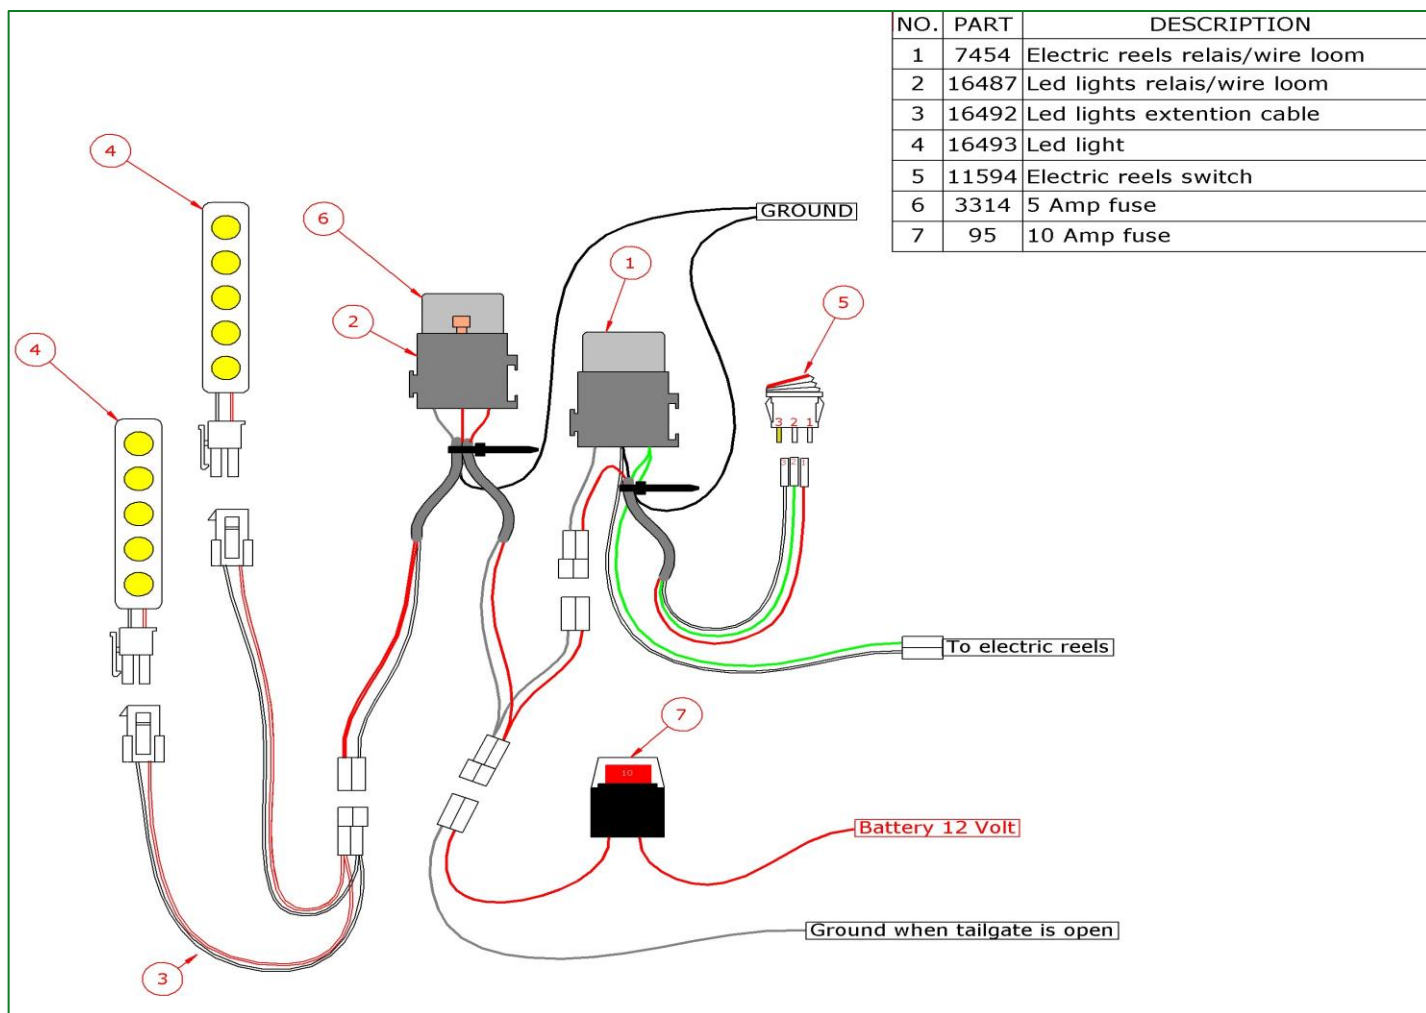 NO. PART DESCRIPTION
1 7454 Electric reels relais/wire loom
2 16487 Led lights relais/wire loom
3 16492 Led lights extention cable
4 16493 Led light
5 11594 Electric reels switch
6 3314 5 Amp fuse
7 95 10 Amp fuse
4
6
GROUND
1
2
5
4
3 2 1
3 2 1
To electric reels
7
10
Battery 12 Volt
Ground when tailgate is open
3